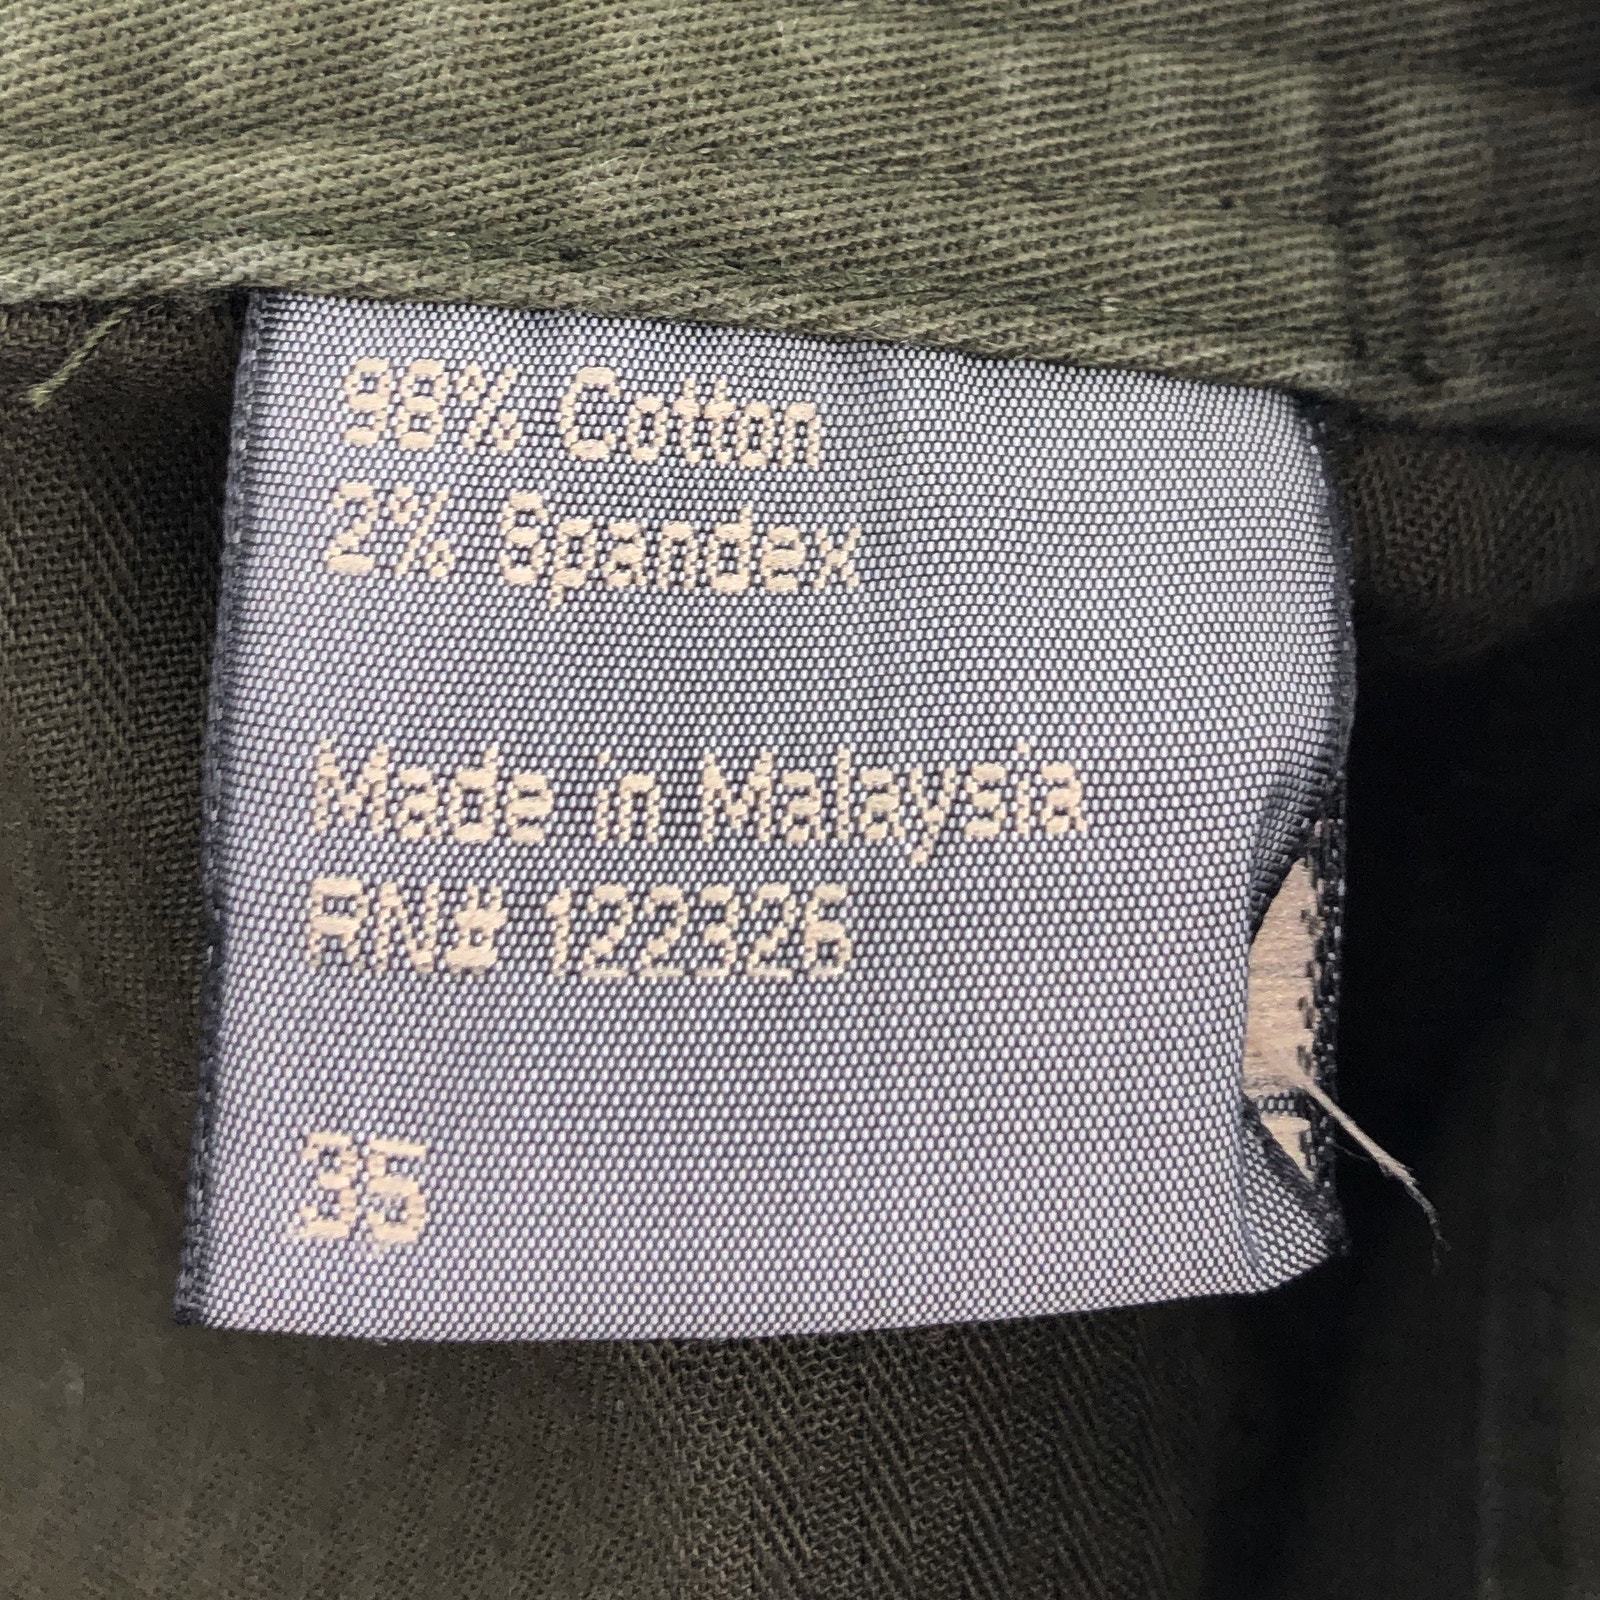 98% Cotton
2% Spandex
Made in Malaysia
RN# 122326
35